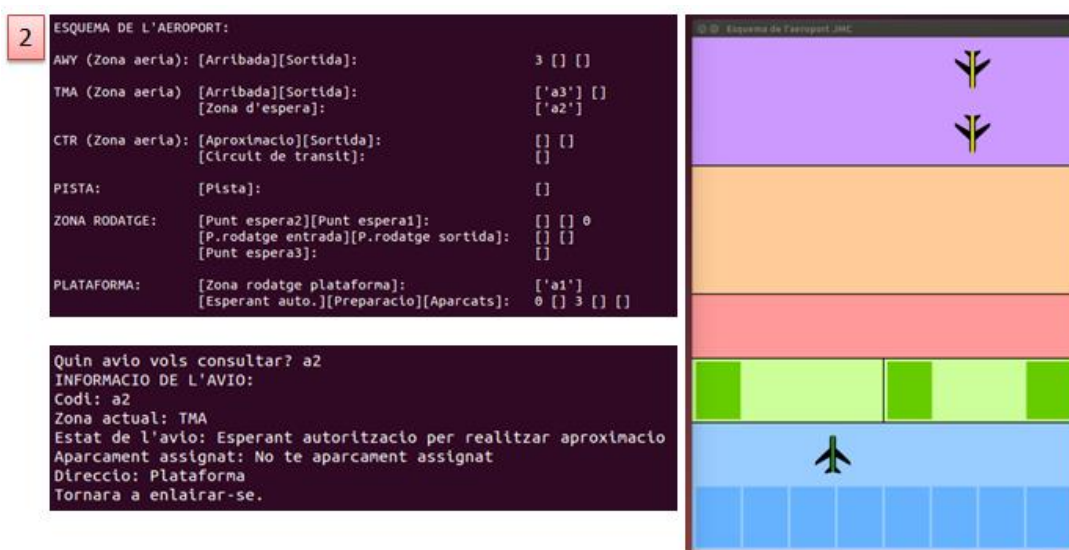 2
ESQUEMA DE L'AEROPORT:
AWY (Zona aeria): [Arribada][Sortida]: 3 [] []
TMA (Zona aeria) [Arribada][Sortida]: ['a3'] []
[Zona d'espera]: ['a2']
CTR (Zona aeria): [Aproximacio][Sortida]: [] []
[Circuit de transit]: []
PISTA: [Pista]: []
ZONA RODATGE: [Punt espera2][Punt espera1]: [] [] 0
[P.rodatge entrada][P.rodatge sortida]: [] []
[Punt espera3]: []
PLATAFORMA: [Zona rodatge plataforma]: ['a1']
[Esperant auto.][Preparacio][Aparcats]: 0 [] 3 [] []
Quin avio vols consultar? a2
INFORMACIO DE L'AVIO:
Codi: a2
Zona actual: TMA
Estat de l'avio: Esperant autoritzacio per realitzar aproximacio
Aparcament assignat: No te aparcament assignat
Direccio: Plataforma
Tornara a enlairar-se.
Esquema de l'aeroport JMC